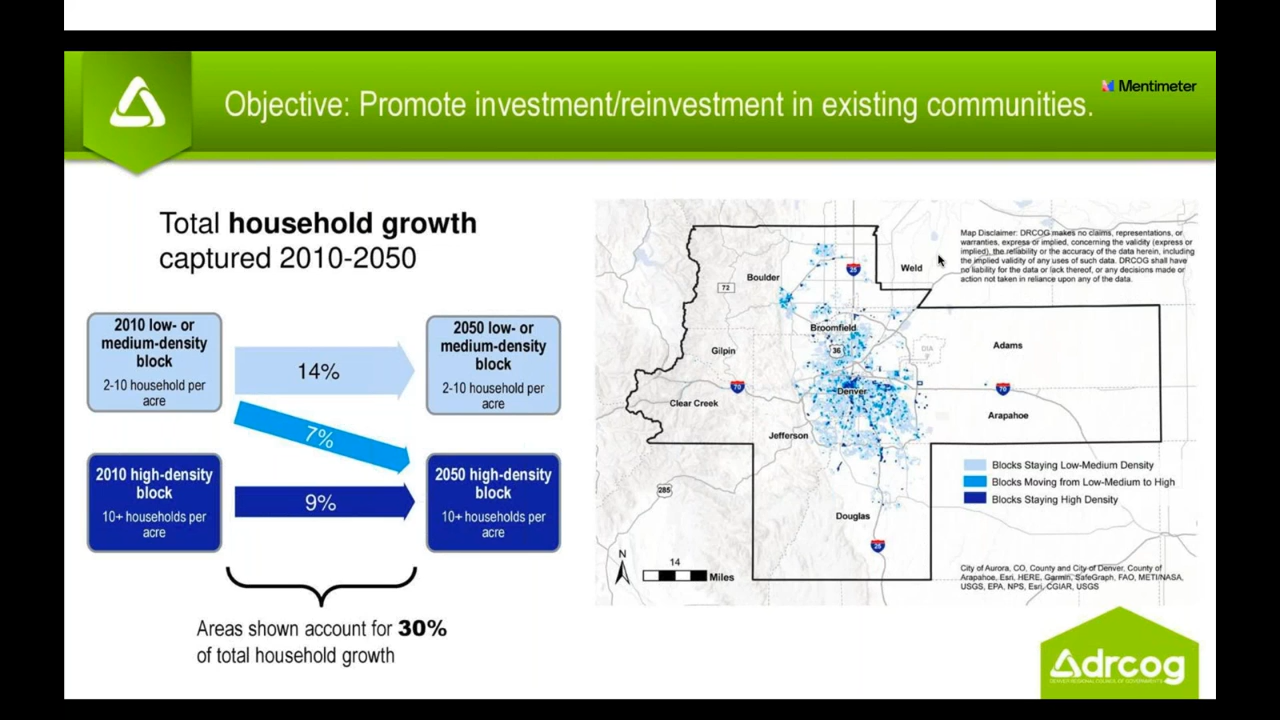 Objective: Promote investment/reinvestment in existing communities.
Mentimeter
Total household growth
captured 2010-2050
2010 low- or
medium-density
block
2-10 household per
acre
14%
2050 low- or
medium-density
block
2-10 household per
acre
7%
2010 high-density
block
10+ households per
acre
9%
2050 high-density
block
10+ households per
acre
Areas shown account for 30%
of total household growth
Map Disclaimer: DRCOG makes no claims, representations, or
warranties, express or implied, concerning the validity (express or
implied), the reliability or the accuracy of the data herein, including
the implied validity of any uses of such data. DRCOG shall have
no liability for the data or lack thereof, or any decisions made or
action not taken in reliance upon any of the data.
Weld
25
Boulder
72
Broomfield
36
DIA
Adams
Gilpin
70
Denver
70
Clear Creek
Arapahoe
Jefferson
285
Blocks Staying Low-Medium Density
Blocks Moving from Low-Medium to High
Blocks Staying High Density
Douglas
25
N
14
Miles
City of Aurora, CO, County and City of Denver, County of
Arapahoe, Esri, HERE, Garmin, SafeGraph, FAO, METI/NASA,
USGS, EPA, NPS, Esri, CGIAR, USGS
drcog
DENVER REGIONAL COUNCIL OF GOVERNMENTS